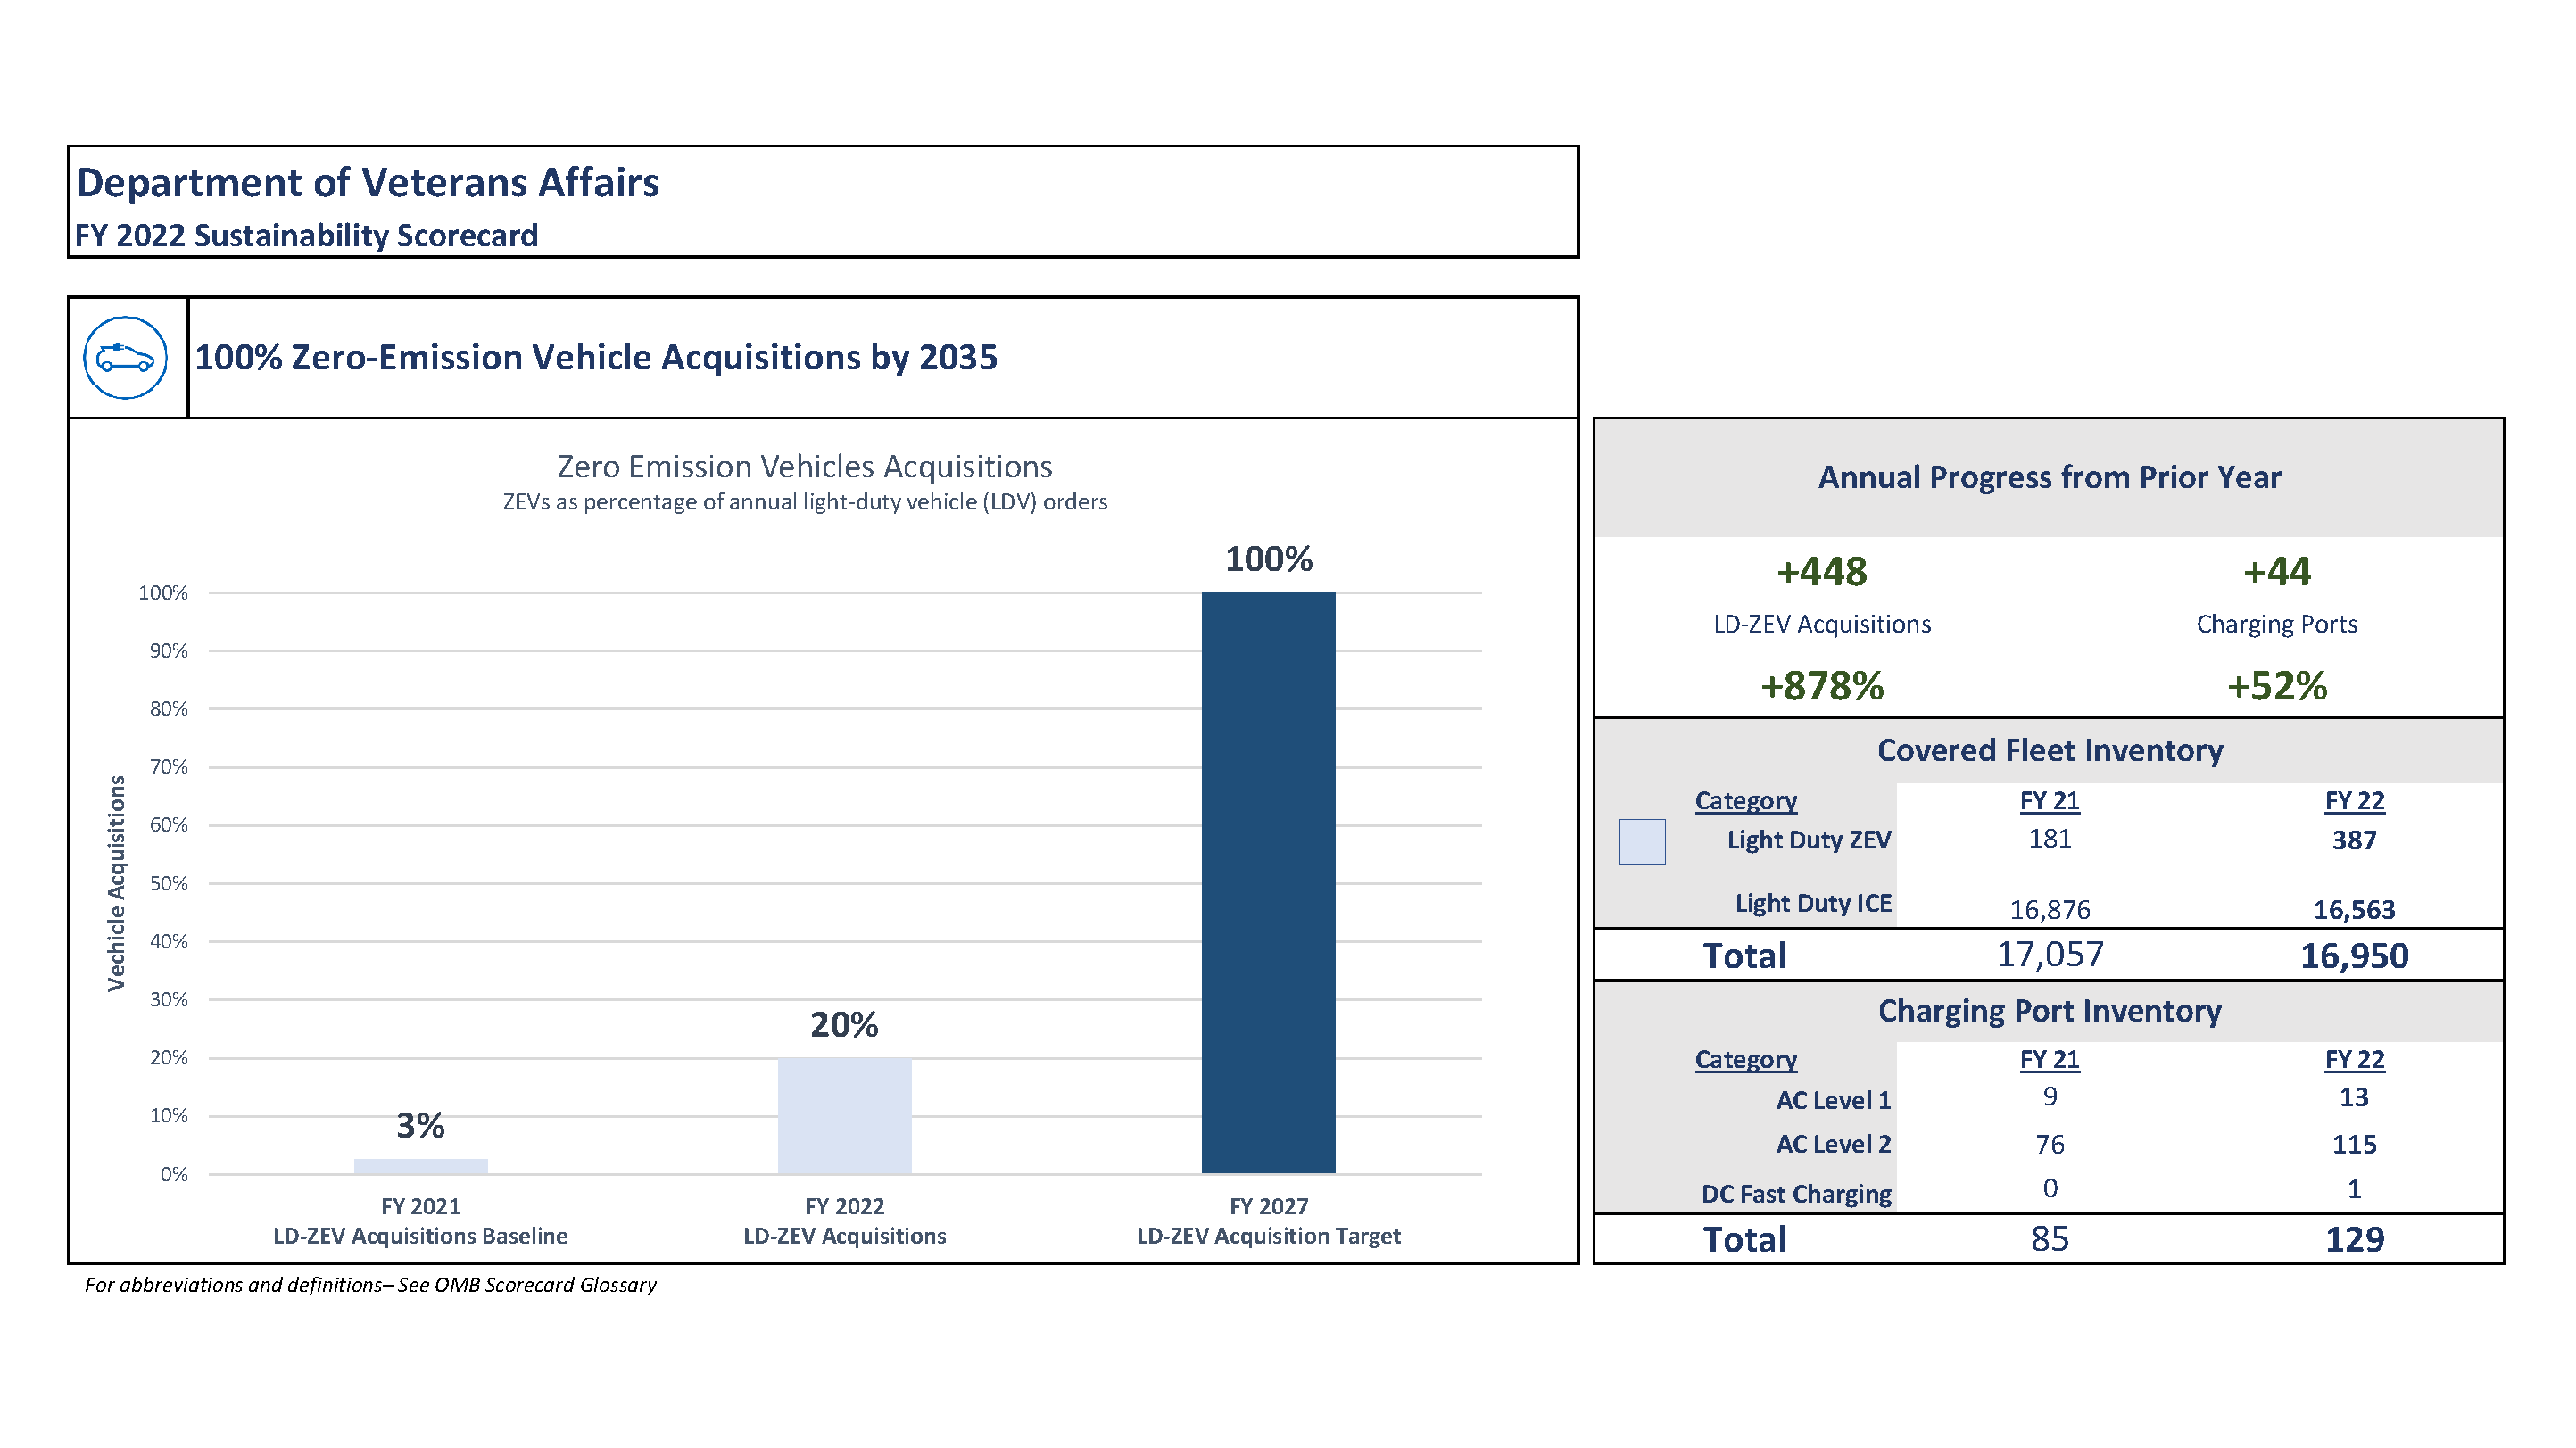 Department of Veterans Affairs
FY 2022 Sustainability Scorecard
100% Zero-Emission Vehicle Acquisitions by 2035
Zero Emission Vehicles Acquisitions
ZEVs as percentage of annual light-duty vehicle (LDV) orders
Vechicle Acquisitions
100%
90%
80%
70%
60%
50%
40%
30%
20%
10%
0%
3%
20%
100%
FY 2021 FY 2022 FY 2027
LD-ZEV Acquisitions Baseline LD-ZEV Acquisitions LD-ZEV Acquisition Target
For abbreviations and definitions– See OMB Scorecard Glossary
Annual Progress from Prior Year
+448 +44
LD-ZEV Acquisitions Charging Ports
+878% +52%
Covered Fleet Inventory
Category FY 21 FY 22
Light Duty ZEV 181 387
Light Duty ICE 16,876 16,563
Total 17,057 16,950
Charging Port Inventory
Category FY 21 FY 22
AC Level 1 9 13
AC Level 2 76 115
DC Fast Charging 0 1
Total 85 129